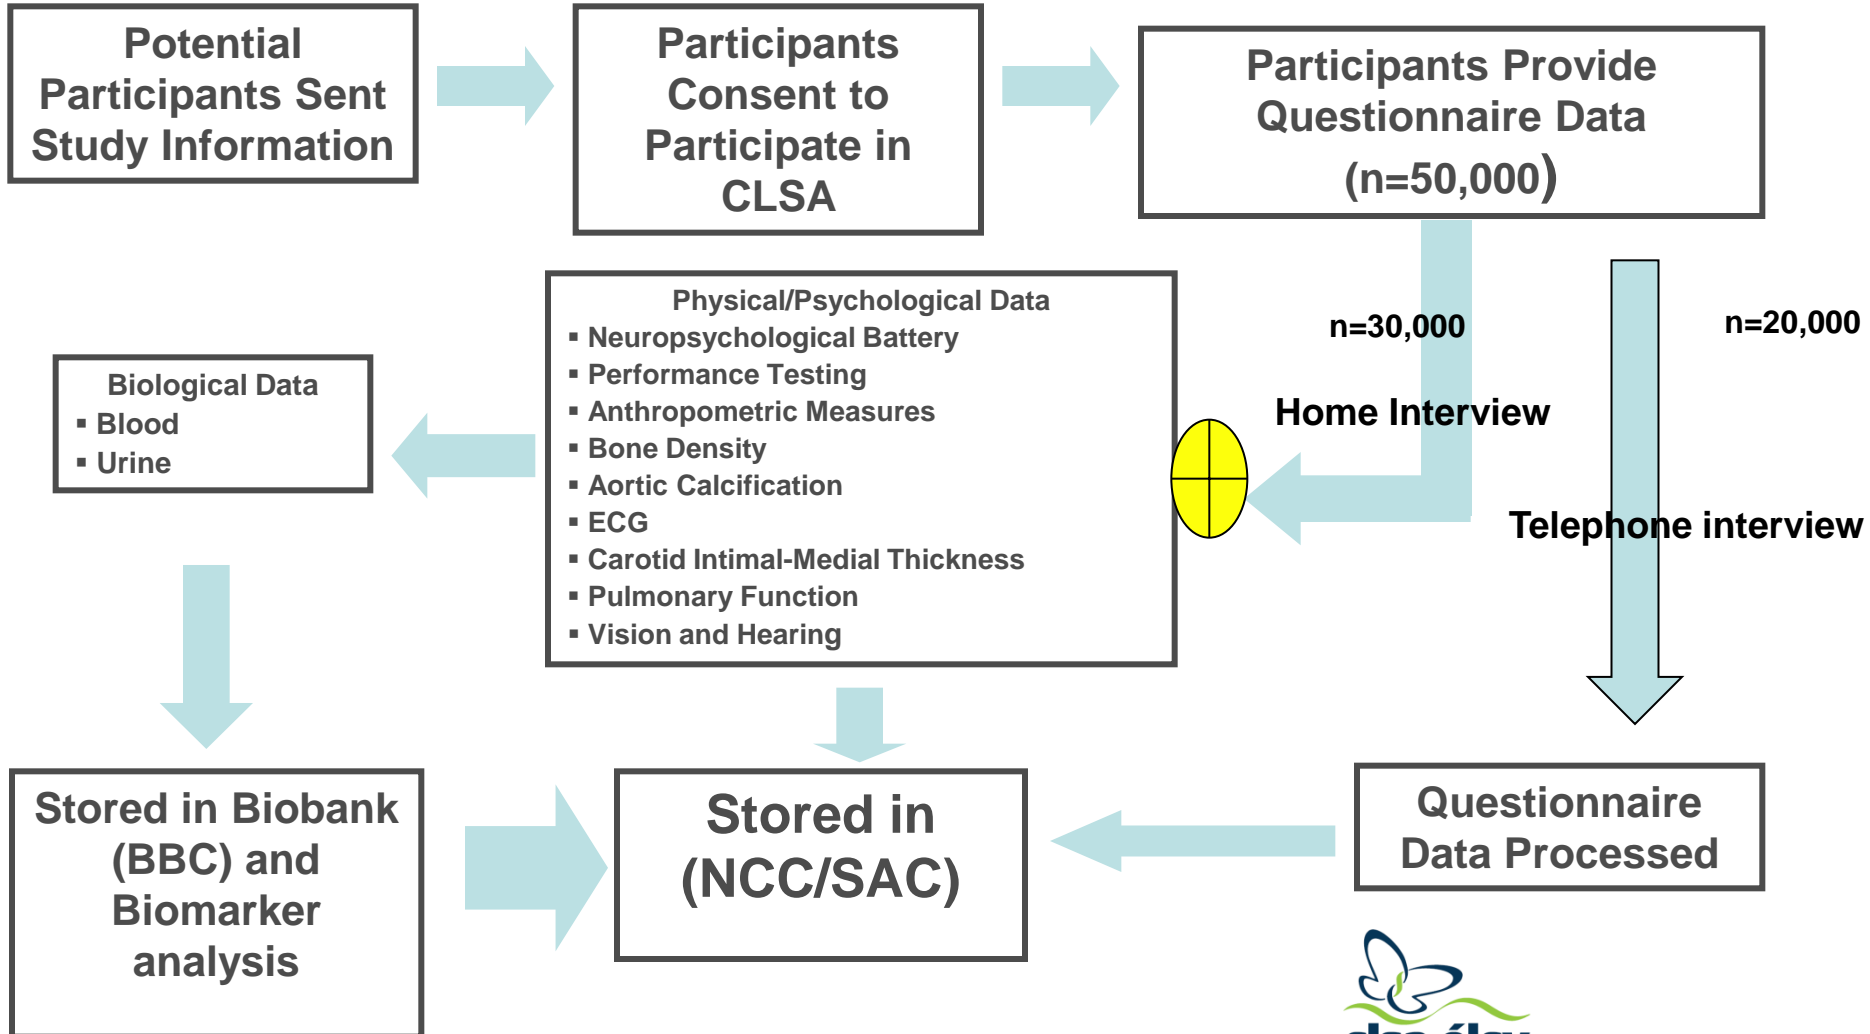 Potential
Participants Sent
Study Information
Participants
Consent to
Participate in
CLSA
Participants Provide
Questionnaire Data
(n=50,000)
Physical/Psychological Data
▪ Neuropsychological Battery
▪ Performance Testing
▪ Anthropometric Measures
▪ Bone Density
▪ Aortic Calcification
▪ ECG
▪ Carotid Intimal-Medial Thickness
▪ Pulmonary Function
▪ Vision and Hearing
n=30,000
n=20,000
Home Interview
Telephone interview
Biological Data
▪ Blood
▪ Urine
Stored in Biobank
(BBC) and
Biomarker
analysis
Stored in
(NCC/SAC)
Questionnaire
Data Processed
clsa élcv